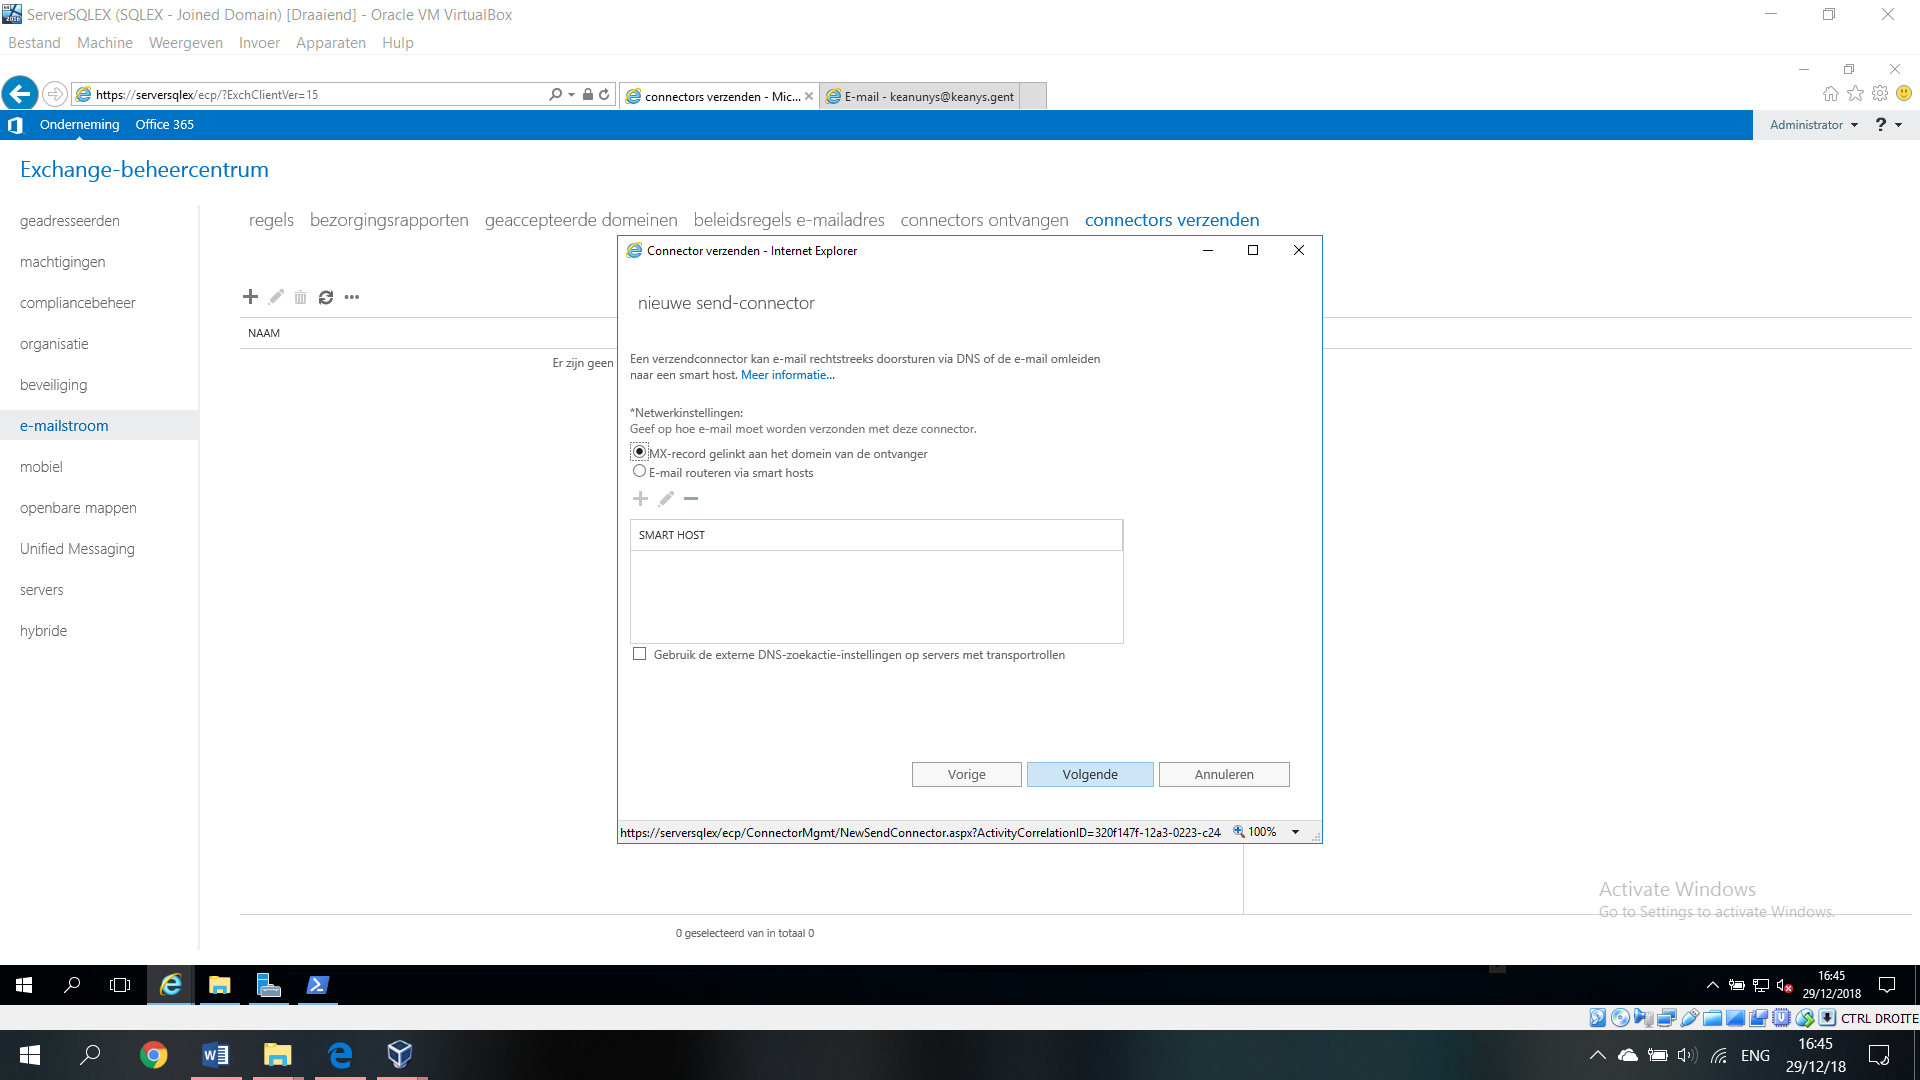 ServerSQLEX (SQLEX - Joined Domain) [Draaiend] - Oracle VM VirtualBox
Bestand Machine Weergeven Invoer Apparaten Hulp
https://serversqlex/ecp/?ExchClientVer=15
connectors verzenden - Mic...
E-mail - keanunys@keanys.gent
Onderneming Office 365
Administrator ?
Exchange-beheercentrum
geadresseerden
machtigingen
compliancebeheer
organisatie
beveiliging
e-mailstroom
mobiel
openbare mappen
Unified Messaging
servers
hybride
regels bezorgingsrapporten geaccepteerde domeinen beleidsregels e-mailadres connectors ontvangen connectors verzenden
NAAM
Er zijn geen
Connector verzenden - Internet Explorer
nieuwe send-connector
Een verzendconnector kan e-mail rechtstreeks doorsturen via DNS of de e-mail omleiden
naar een smart host. Meer informatie...
*Netwerkinstellingen:
Geef op hoe e-mail moet worden verzonden met deze connector.
MX-record gelinkt aan het domein van de ontvanger
E-mail routeren via smart hosts
SMART HOST
Gebruik de externe DNS-zoekactie-instellingen op servers met transportrollen
Vorige Volgende Annuleren
https://serversqlex/ecp/ConnectorMgmt/NewSendConnector.aspx?ActivityCorrelationID=320f147f-12a3-0223-c24
100%
Activate Windows
Go to Settings to activate Windows.
0 geselecteerd van in totaal 0
16:45
29/12/2018
CTRL DROITE
ENG
16:45
29/12/18